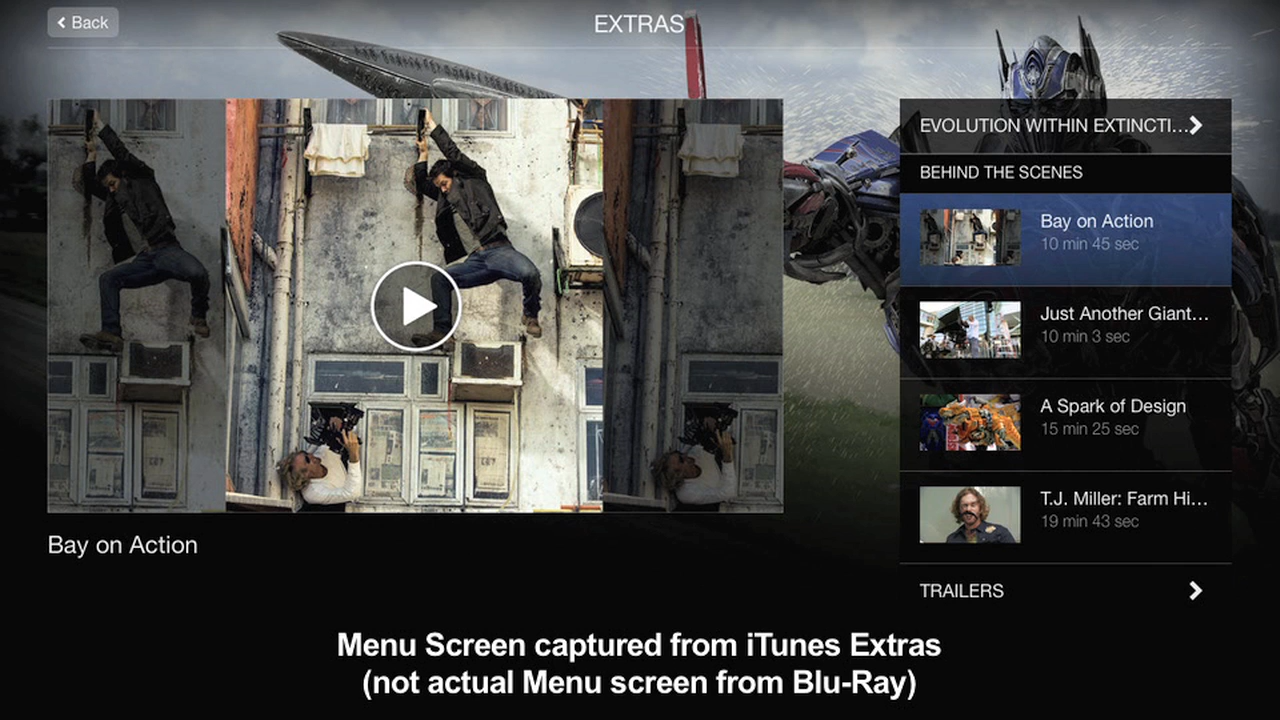 Back
EXTRAS
EVOLUTION WITHIN EXTINCTI...
BEHIND THE SCENES
Bay on Action
10 min 45 sec
Just Another Giant...
10 min 3 sec
A Spark of Design
15 min 25 sec
T.J. Miller: Farm Hi...
19 min 43 sec
TRAILERS
Bay on Action
Menu Screen captured from iTunes Extras
(not actual Menu screen from Blu-Ray)